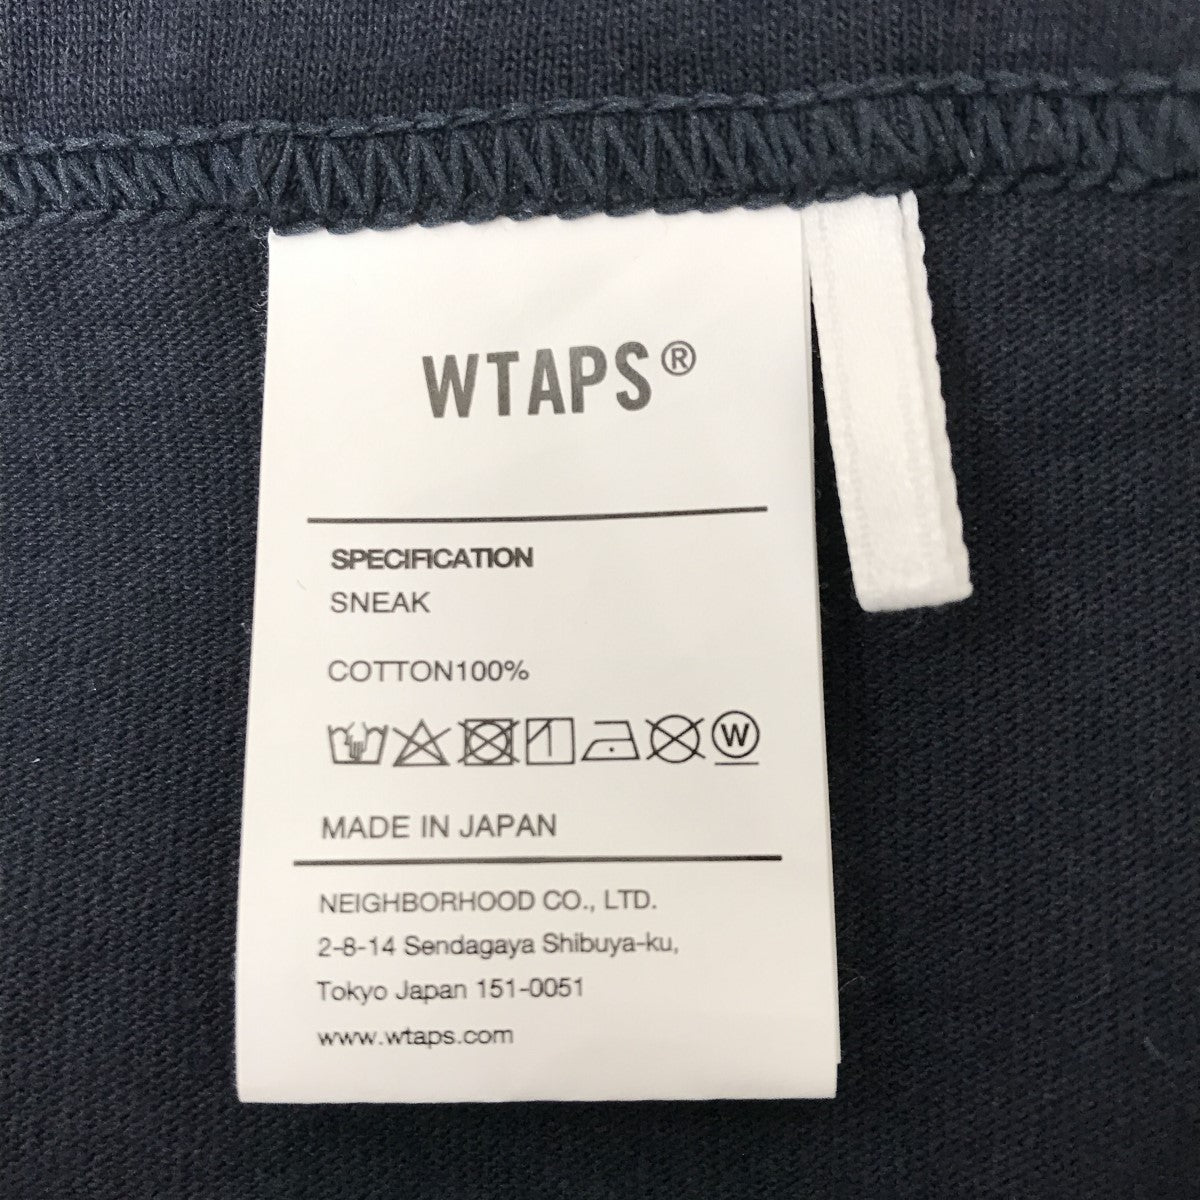 WTAPS®
SPECIFICATION
SNEAK
COTTON100%
W
MADE IN JAPAN
NEIGHBORHOOD CO., LTD.
2-8-14 Sendagaya Shibuya-ku,
Tokyo Japan 151-0051
www.wtaps.com